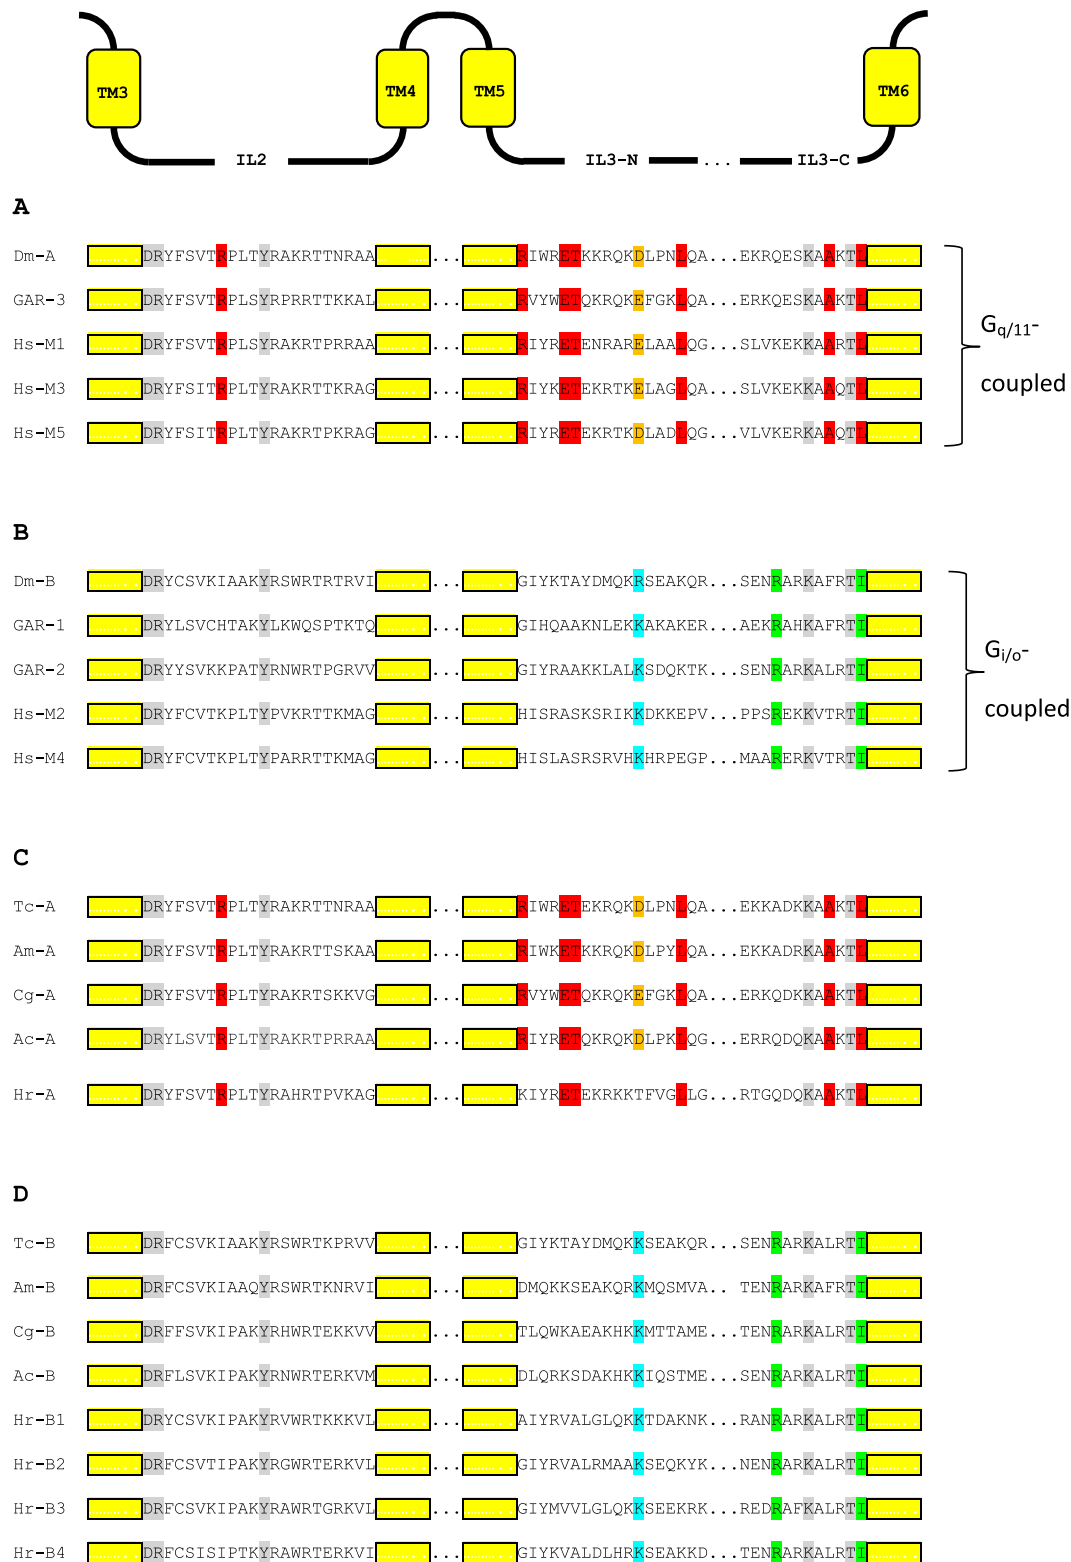 TM3 TM4 TM5 TM6
IL2 IL3-N ... IL3-C
A
Dm-A DRYFSVTRPLTYRAKRTTNRAA ... RIWRETKKRQKDLPNLQA...EKRQESKAAKTL
GAR-3 DRYFSVTRPLSYRPRRTTKKAL ... RVYWETQKRQKEFGKLQA...ERKQESKAAKTL
Hs-M1 DRYFSVTRPLSYRAKRTPRRAA ... RIYRETENRARELAALQG...SLVKEKKAARTL
Hs-M3 DRYFSITRPLTYRAKRTTKRAG ... RIYKETEKRTKELAGLQA...SLVKEKKAAQTL
Hs-M5 DRYFSITRPLTYRAKRTPKRAG ... RIYRETEKRTKDLADLQG...VLVKERKAAQTL
Gq/11-
coupled
B
Dm-B DRYCSVKIAAKYRSWRTRTRVI ... GIYKTAYDMQKRSEAKQR...SENRARKAFRTI
GAR-1 DRYLSVCHTAKYLKWQSPTKTQ ... GIHQAAKNLEKKAKAKER...AEKRAHKAFRTI
GAR-2 DRYYSVKKPATYRNWRTPGRVV ... GIYRAAKKLALKSDQKTK...SENRARKALRTI
Hs-M2 DRYFCVTKPLTYPVKRTTKMAG ... HISRASKSRIKKDKKEPV...PPSREKKVTRTI
Hs-M4 DRYFCVTKPLTYPARRTTKMAG ... HISLASRSRVHKHRPEGP...MAARERKVTRTI
Gi/o-
coupled
C
Tc-A DRYFSVTRPLTYRAKRTTNRAA ... RIWRETEKRQKDLPNLQA...EKKADKKAAKTL
Am-A DRYFSVTRPLTYRAKRTTSKAA ... RIWKETKKRQKDLPYLQA...EKKADRKAAKTL
Cg-A DRYFSVTRPLTYRAKRTSKKVG ... RVYWETQKRQKEFGKLQA...ERKQDKKAAKTL
Ac-A DRYLSVTRPLTYRAKRTPRRAA ... RIYRETQKRQKDLPKLQG...ERRQDQKAAKTL
Hr-A DRYFSVTRPLTYRAHRTPVKAG ... KIYRETEKRKKTFVGLLG...RTGQDQKAAKTL
D
Tc-B DRFCSVKIAAKYRSWRTKPRVV ... GIYKTAYDMQKKSEAKQR...SENRARKALRTI
Am-B DRFCSVKIAAQYRSWRTKNRVI ... DMQKKSEAKQRKMQSMVA...TENRARKAFRTI
Cg-B DRFFSVKIPAKYRHWRTEKKVV ... TLQWKAEAKHKKMTTAME...TENRARKALRTI
Ac-B DRFLSVKIPAKYRNWRTERKVM ... DLQRKSDAKHKKIQSTME...SENRARKALRTI
Hr-B1 DRYCSVKIPAKYRVWRTKKKVL ... AIYRVALGLQKKTDAKNK...RANRARKALRTI
Hr-B2 DRFCSVTIPAKYRGWRTERKVL ... GIYRVALRMAAKSEQKYK...NENRARKALRTI
Hr-B3 DRFCSVKIPAKYRAWRTGRKVL ... GIYMVVLGLQKKSEEKRK...REDRAFKALRTI
Hr-B4 DRFCSISIPTKYRAWRTERKVI ... GIYKVALDLHRKSEAKKD...TENRARKALRTI